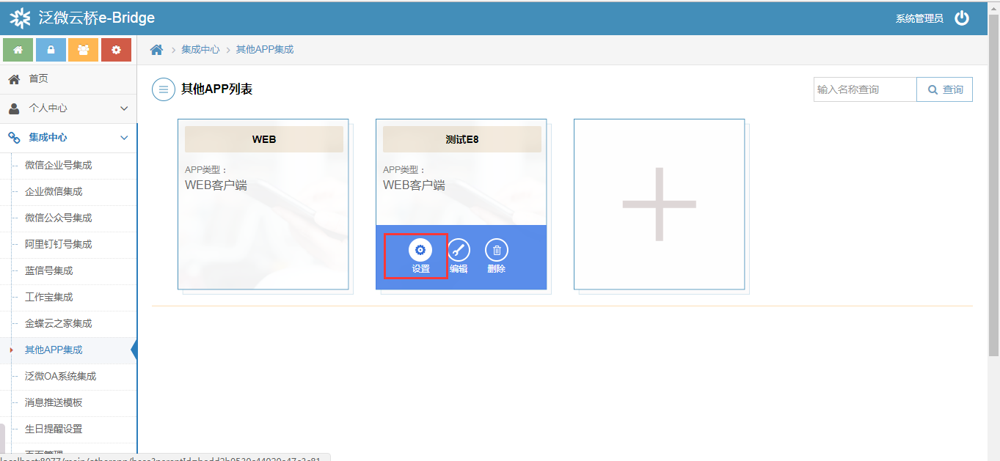 泛微云桥e-Bridge
系统管理员
集成中心 其他APP集成
首页
个人中心
集成中心
微信企业号集成
企业微信集成
微信公众号集成
阿里钉钉号集成
蓝信号集成
工作宝集成
金蝶云之家集成
其他APP集成
泛微OA系统集成
消息推送模板
生日提醒设置
其他APP列表
输入名称查询
查询
WEB
APP类型：
WEB客户端
测试E8
APP类型：
WEB客户端
设置
编辑
删除